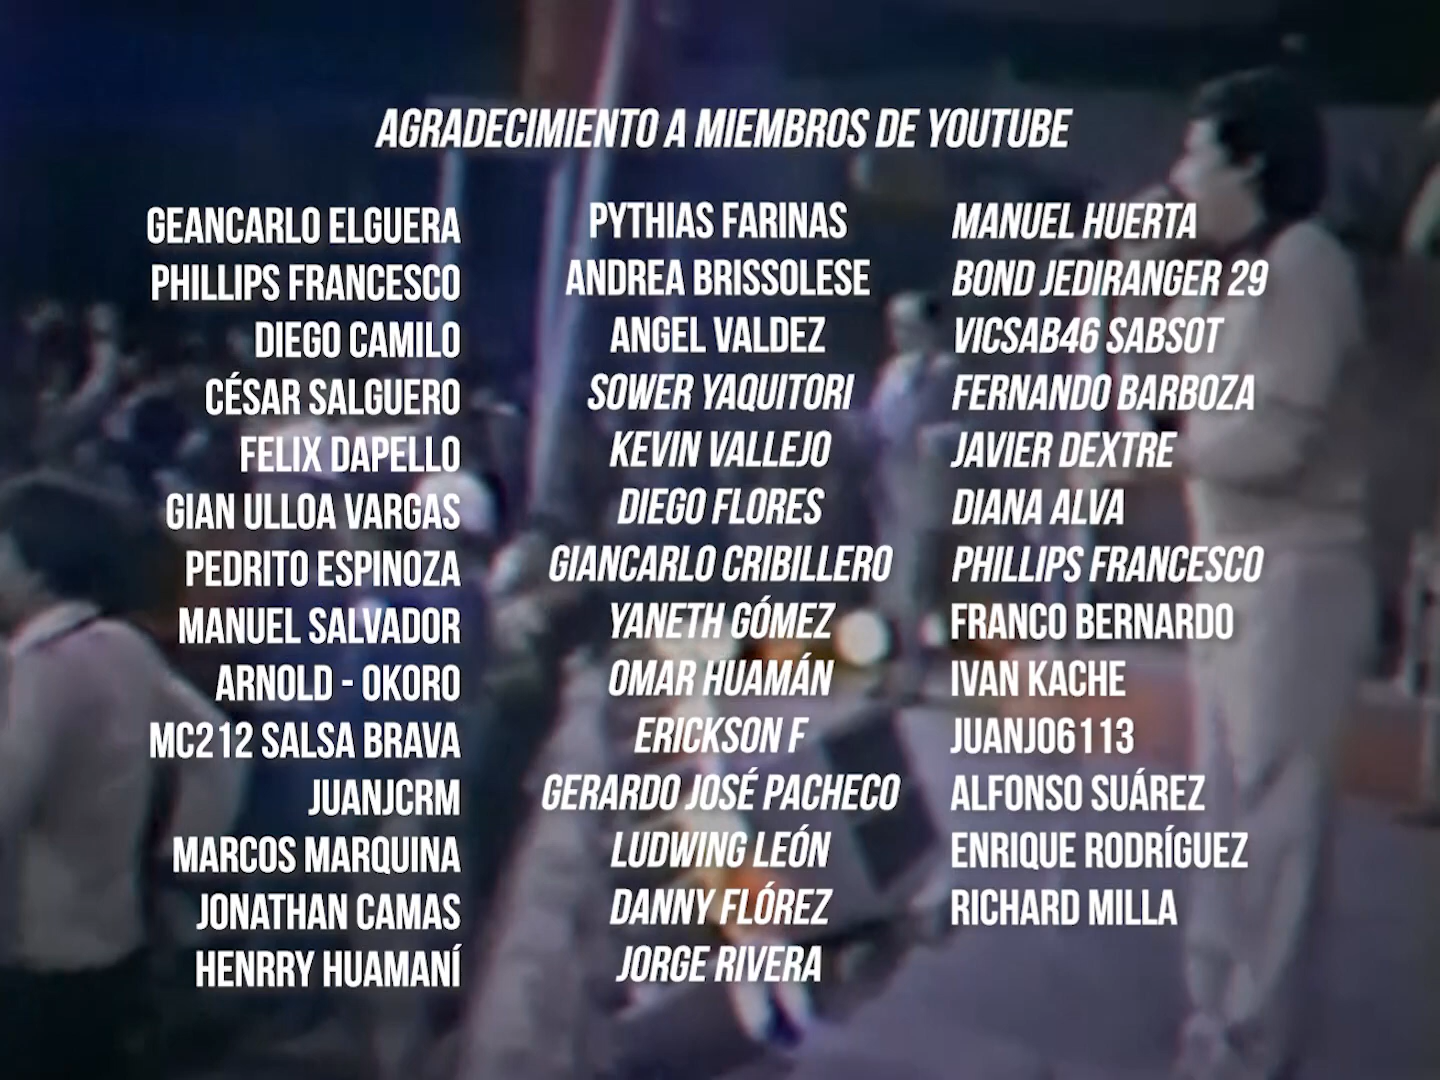 AGRADECIMIENTO A MIEMBROS DE YOUTUBE
GEANCARLO ELGUERA
PHILLIPS FRANCESCO
DIEGO CAMILO
CÉSAR SALGUERO
FELIX DAPELLO
GIAN ULLOA VARGAS
PEDRITO ESPINOZA
MANUEL SALVADOR
ARNOLD - OKORO
MC212 SALSA BRAVA
JUANJCRM
MARCOS MARQUINA
JONATHAN CAMAS
HENRRY HUAMANÍ
PYTHIAS FARINAS
ANDREA BRISSOLESE
ANGEL VALDEZ
SOWER YAQUITORI
KEVIN VALLEJO
DIEGO FLORES
GIANCARLO CRIBILLERO
YANETH GÓMEZ
OMAR HUAMÁN
ERICKSON F
GERARDO JOSÉ PACHECO
LUDWING LEÓN
DANNY FLÓREZ
JORGE RIVERA
MANUEL HUERTA
BOND JEDIRANGER 29
VICSAB46 SABSOT
FERNANDO BARBOZA
JAVIER DEXTRE
DIANA ALVA
PHILLIPS FRANCESCO
FRANCO BERNARDO
IVAN KACHE
JUANJO6113
ALFONSO SUÁREZ
ENRIQUE RODRÍGUEZ
RICHARD MILLA